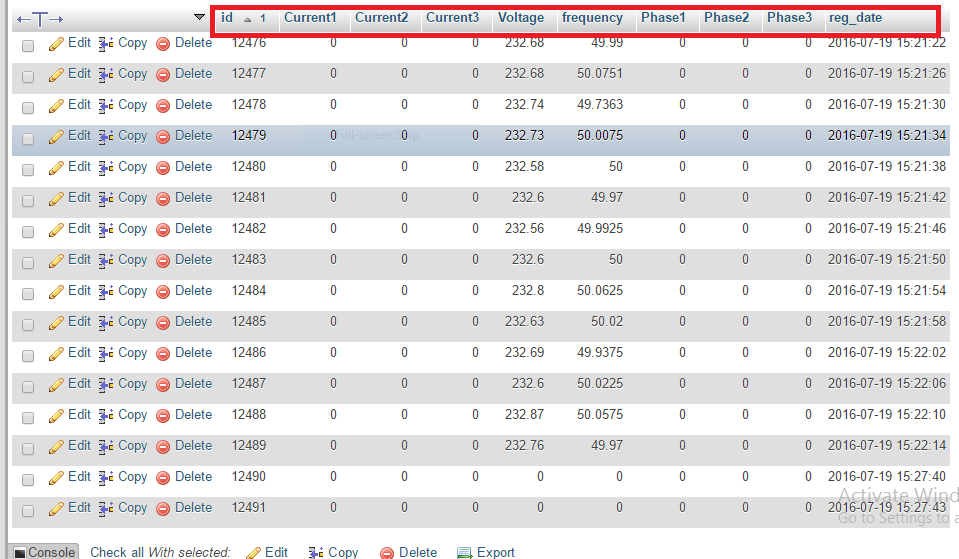 id 1 Current1 Current2 Current3 Voltage frequency Phase1 Phase2 Phase3 reg_date
Edit Copy Delete 12476 0 0 0 232.68 49.99 0 0 0 2016-07-19 15:21:22
Edit Copy Delete 12477 0 0 0 232.68 50.0751 0 0 0 2016-07-19 15:21:26
Edit Copy Delete 12478 0 0 0 232.74 49.7363 0 0 0 2016-07-19 15:21:30
Edit Copy Delete 12479 0 0 0 232.73 50.0075 0 0 0 2016-07-19 15:21:34
Full-screen Snip
Edit Copy Delete 12480 0 0 0 232.58 50 0 0 0 2016-07-19 15:21:38
Edit Copy Delete 12481 0 0 0 232.6 49.97 0 0 0 2016-07-19 15:21:42
Edit Copy Delete 12482 0 0 0 232.56 49.9925 0 0 0 2016-07-19 15:21:46
Edit Copy Delete 12483 0 0 0 232.6 50 0 0 0 2016-07-19 15:21:50
Edit Copy Delete 12484 0 0 0 232.8 50.0625 0 0 0 2016-07-19 15:21:54
Edit Copy Delete 12485 0 0 0 232.63 50.02 0 0 0 2016-07-19 15:21:58
Edit Copy Delete 12486 0 0 0 232.69 49.9375 0 0 0 2016-07-19 15:22:02
Edit Copy Delete 12487 0 0 0 232.6 50.0225 0 0 0 2016-07-19 15:22:06
Edit Copy Delete 12488 0 0 0 232.87 50.0575 0 0 0 2016-07-19 15:22:10
Edit Copy Delete 12489 0 0 0 232.76 49.97 0 0 0 2016-07-19 15:22:14
Edit Copy Delete 12490 0 0 0 0 0 0 0 0 2016-07-19 15:27:40
Activate Wind
Edit Copy Delete 12491 0 0 0 0 0 0 0 0 2016-07-19 15:27:43
Go to Settings to a
Console Check all With selected: Edit Copy Delete Export